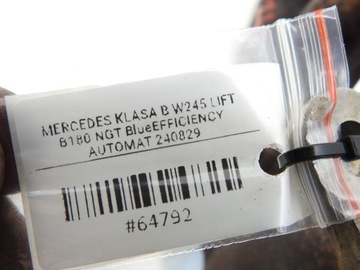 MERCEDES KLASA B W245 LIFT
B180 NGT BlueEFFICIENCY
AUTOMAT 240829
#64792